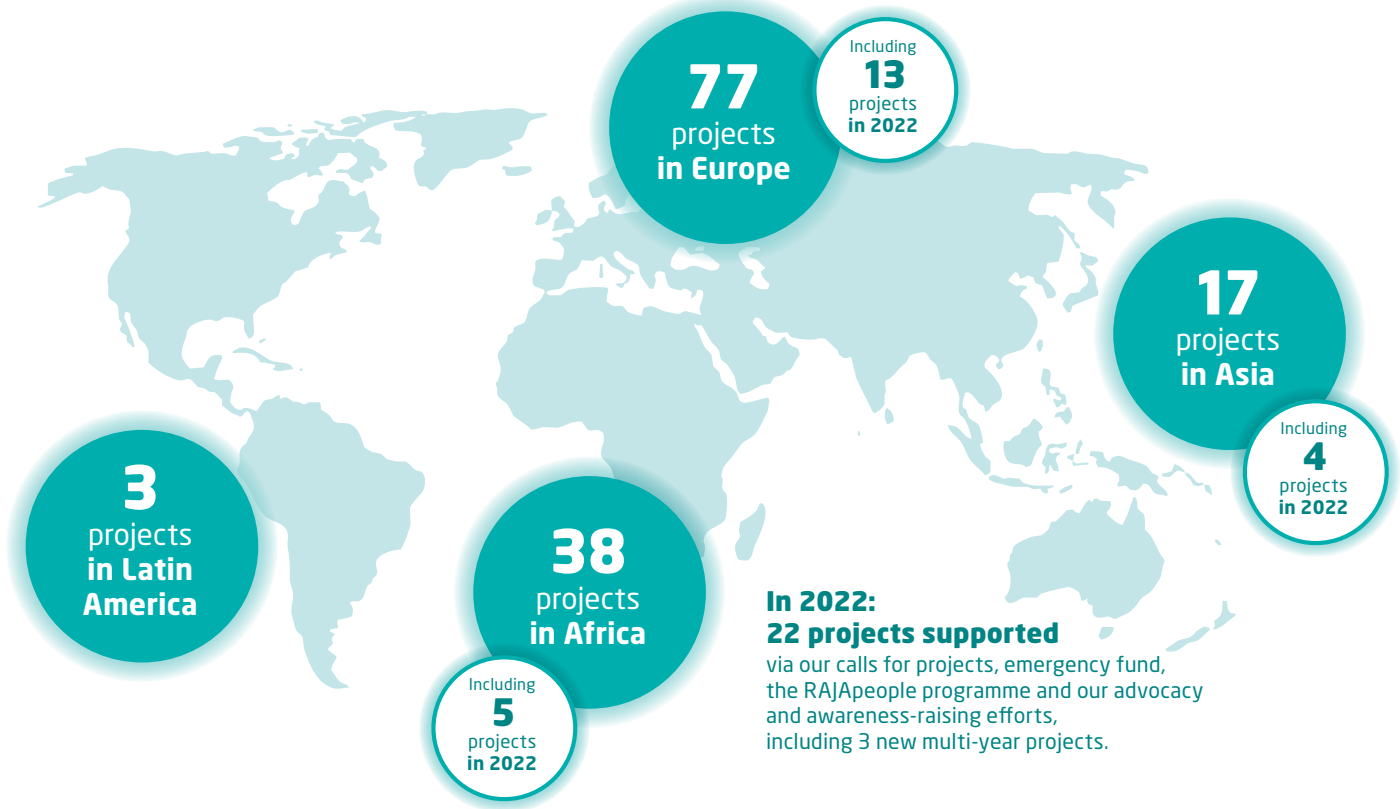 77
projects
in Europe
Including
13
projects
in 2022
17
projects
in Asia
Including
4
projects
in 2022
3
projects
in Latin
America
38
projects
in Africa
Including
5
projects
in 2022
In 2022:
22 projects supported
via our calls for projects, emergency fund,
the RAJApeople programme and our advocacy
and awareness-raising efforts,
including 3 new multi-year projects.